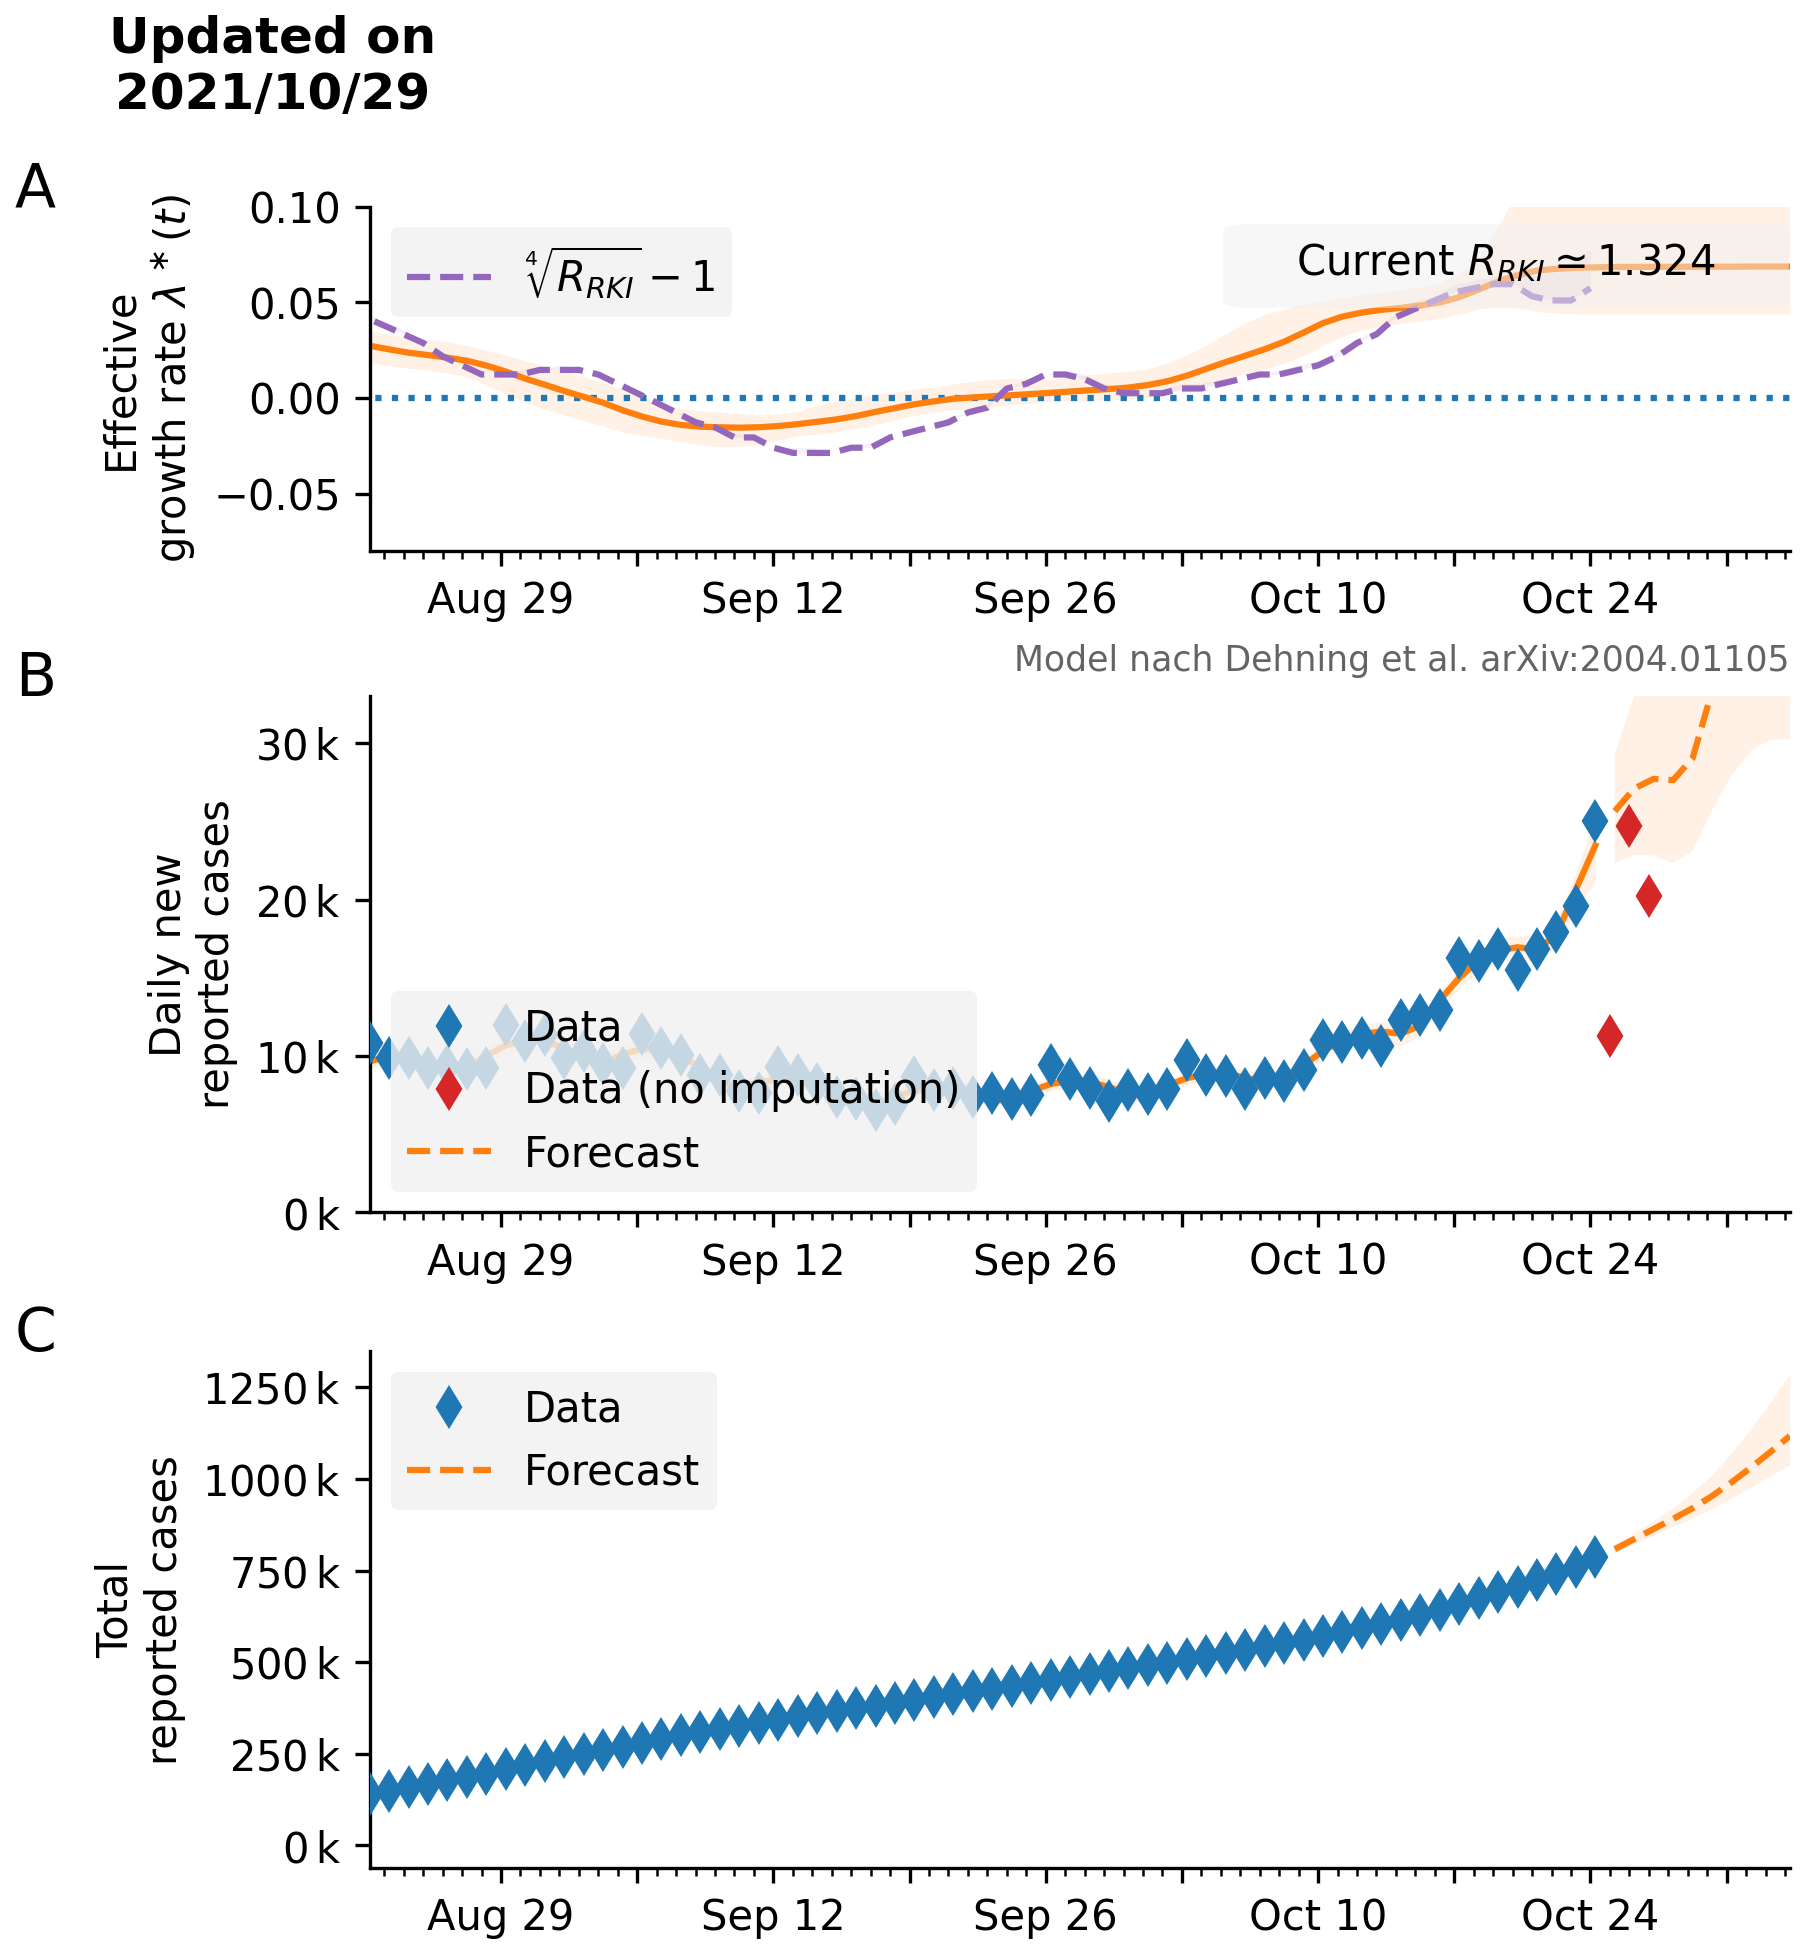 Updated on
2021/10/29
A
Effective
growth rate λ * (t)
0.10
0.05
0.00
−0.05
∜R_RKI − 1
Current R_RKI ≃ 1.324
Aug 29 Sep 12 Sep 26 Oct 10 Oct 24
B
Model nach Dehning et al. arXiv:2004.01105
Daily new
reported cases
30 k
20 k
10 k
0 k
Data
Data (no imputation)
Forecast
Aug 29 Sep 12 Sep 26 Oct 10 Oct 24
C
Total
reported cases
1250 k
1000 k
750 k
500 k
250 k
0 k
Data
Forecast
Aug 29 Sep 12 Sep 26 Oct 10 Oct 24